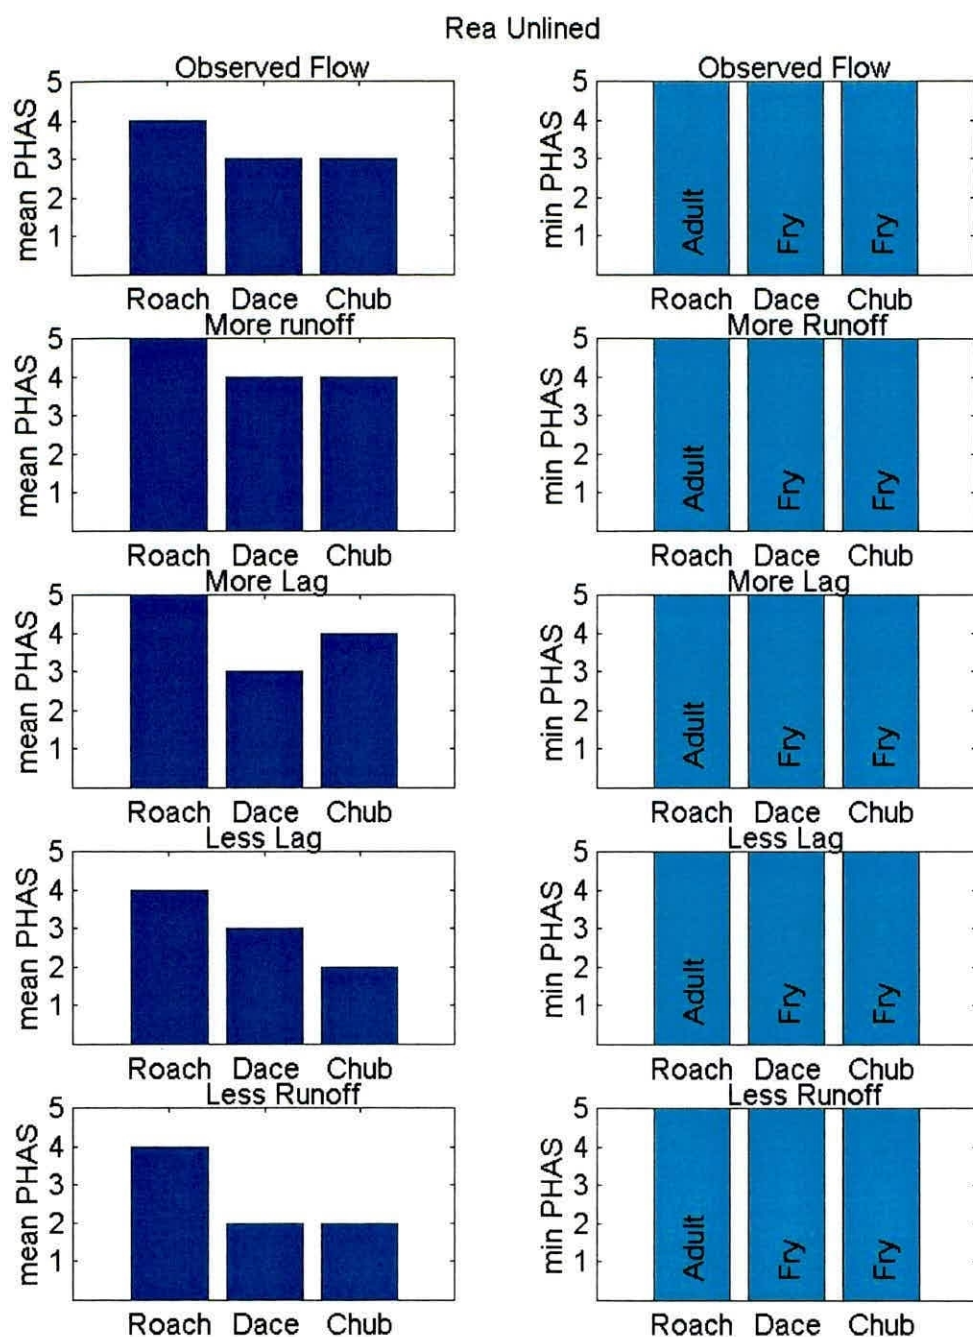 Rea Unlined
Observed Flow
5
4
3
2
1
mean PHAS
Roach Dace Chub
Observed Flow
5
4
3
2
1
min PHAS
Adult
Fry
Fry
Roach Dace Chub
More runoff
5
4
3
2
1
mean PHAS
Roach Dace Chub
More Runoff
5
4
3
2
1
min PHAS
Adult
Fry
Fry
Roach Dace Chub
More Lag
5
4
3
2
1
mean PHAS
Roach Dace Chub
More Lag
5
4
3
2
1
min PHAS
Adult
Fry
Fry
Roach Dace Chub
Less Lag
5
4
3
2
1
mean PHAS
Roach Dace Chub
Less Lag
5
4
3
2
1
min PHAS
Adult
Fry
Fry
Roach Dace Chub
Less Runoff
5
4
3
2
1
mean PHAS
Roach Dace Chub
Less Runoff
5
4
3
2
1
min PHAS
Adult
Fry
Fry
Roach Dace Chub